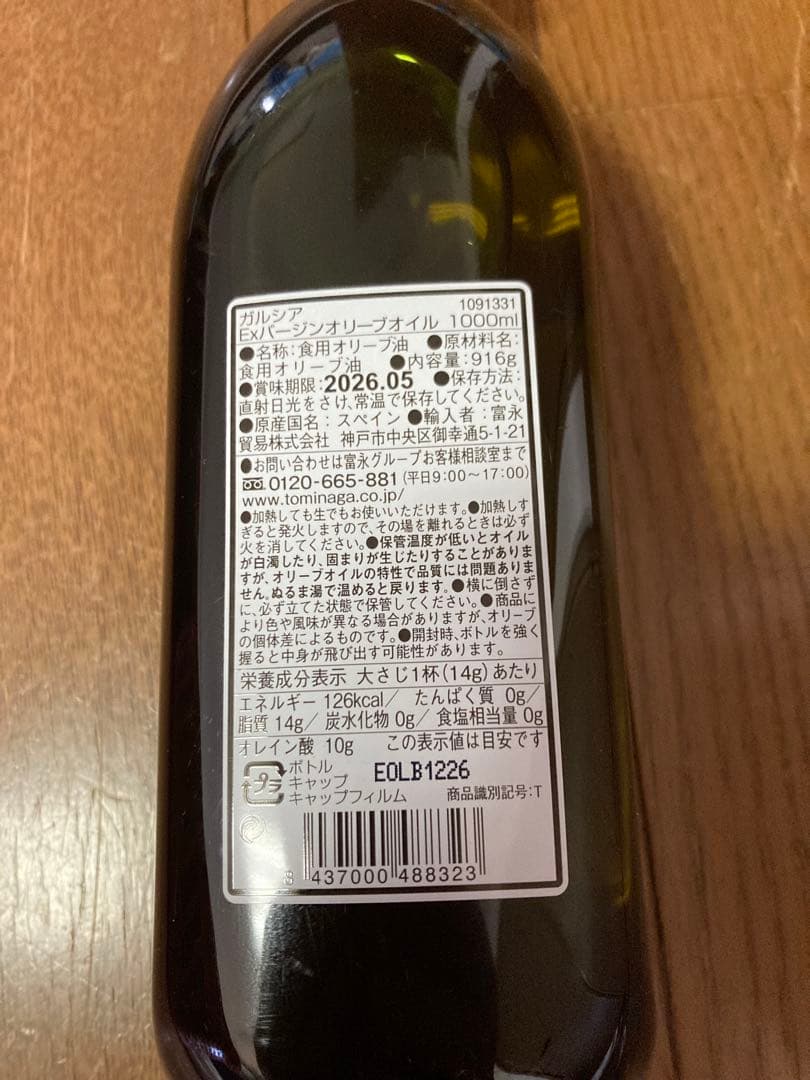 ガルシア 1091331
Exバージンオリーブオイル 1000ml
●名称:食用オリーブ油 ●原材料名:
食用オリーブ油 ●内容量:916g
●賞味期限:2026.05 ●保存方法:
直射日光をさけ、常温で保存してください。
●原産国名:スペイン●輸入者:富永
貿易株式会社 神戸市中央区御幸通5-1-21
●お問い合わせは富永グループお客様相談室まで
0120-665-881(平日9:00~17:00)
www.tominaga.co.jp/
●加熱しても生でもお使いいただけます。●加熱しす
ぎると発火しますので、その場を離れるときは必ず
火を消してください。●保管温度が低いとオイル
が白濁したり、固まりが生じたりすることがありま
すが、オリーブオイルの特性で品質には問題ありま
せん。ぬるま湯で温めると戻ります。●横に倒さず
に、必ず立てた状態で保管してください。●商品に
より色や風味が異なる場合がありますが、オリーブ
の個体差によるものです。●開封時、ボトルを強く
握ると中身が飛び出す可能性があります。
栄養成分表示 大さじ1杯(14g)あたり
エネルギー 126kcal/ たんぱく質 0g/
脂質 14g/ 炭水化物 0g/ 食塩相当量 0g
オレイン酸 10g この表示値は目安です
プラ ボトル
キャップ EOLB1226
キャップフィルム 商品識別記号:T
8 437000 488323